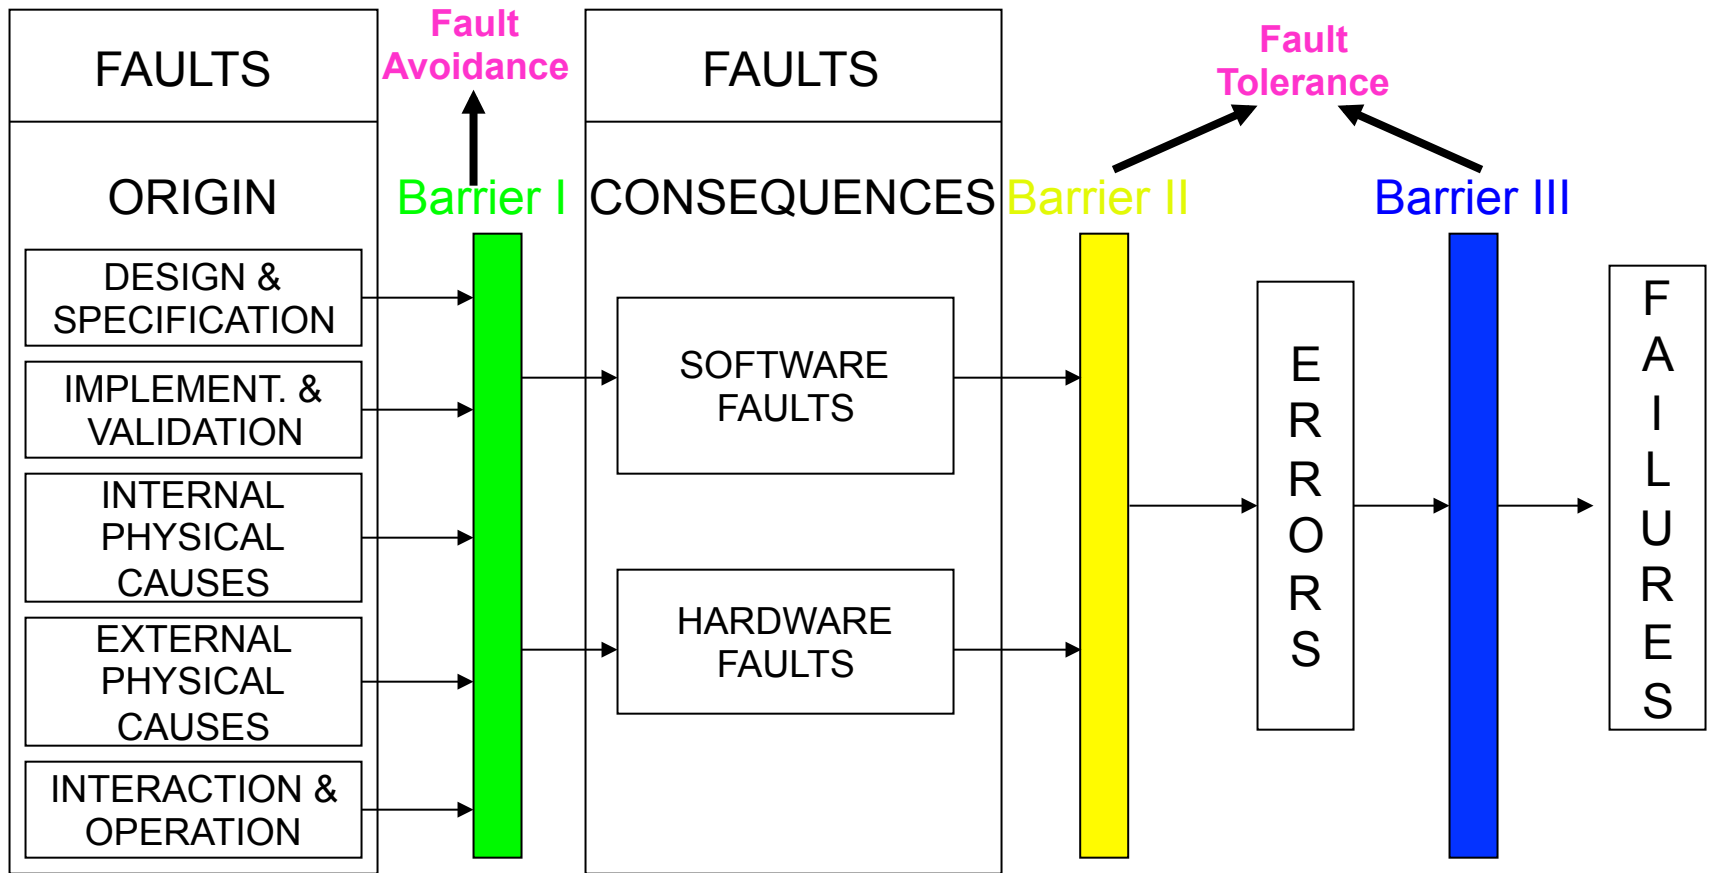 FAULTS
ORIGIN
DESIGN &
SPECIFICATION
IMPLEMENT. &
VALIDATION
INTERNAL
PHYSICAL
CAUSES
EXTERNAL
PHYSICAL
CAUSES
INTERACTION &
OPERATION
Fault
Avoidance
Barrier I
FAULTS
CONSEQUENCES
SOFTWARE
FAULTS
HARDWARE
FAULTS
Fault
Tolerance
Barrier II
E
R
R
O
R
S
Barrier III
F
A
I
L
U
R
E
S